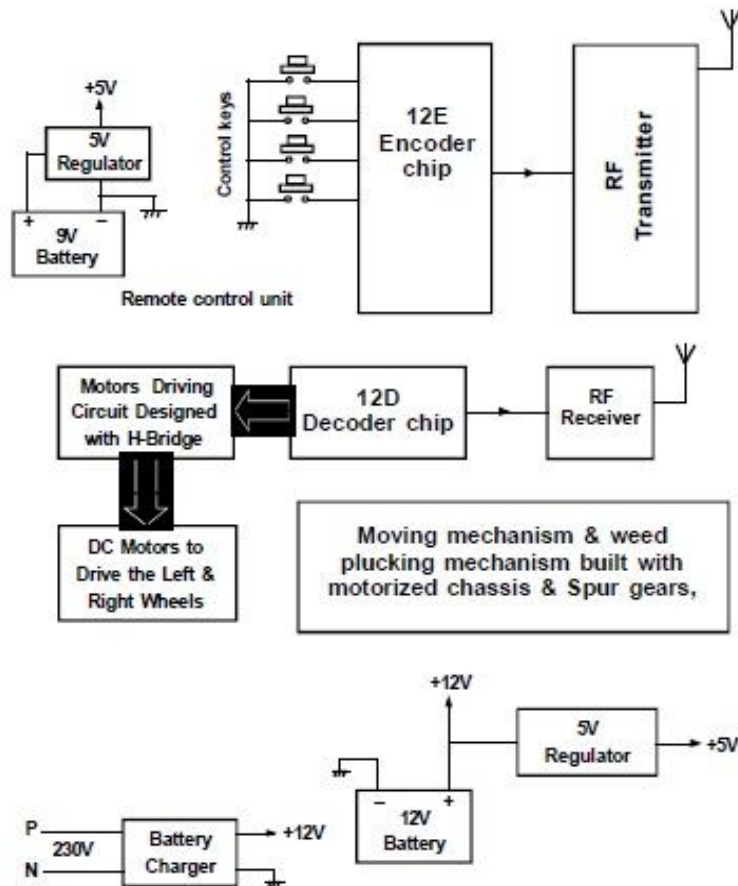 +5V
5V
Regulator
+ –
9V
Battery
Control keys
12E
Encoder
chip
RF
Transmitter
Remote control unit
Motors Driving
Circuit Designed
with H-Bridge
12D
Decoder chip
RF
Receiver
DC Motors to
Drive the Left &
Right Wheels
Moving mechanism & weed
plucking mechanism built with
motorized chassis & Spur gears,
+12V
5V
Regulator
+5V
– +
12V
Battery
P
230V
N
Battery
Charger
+12V